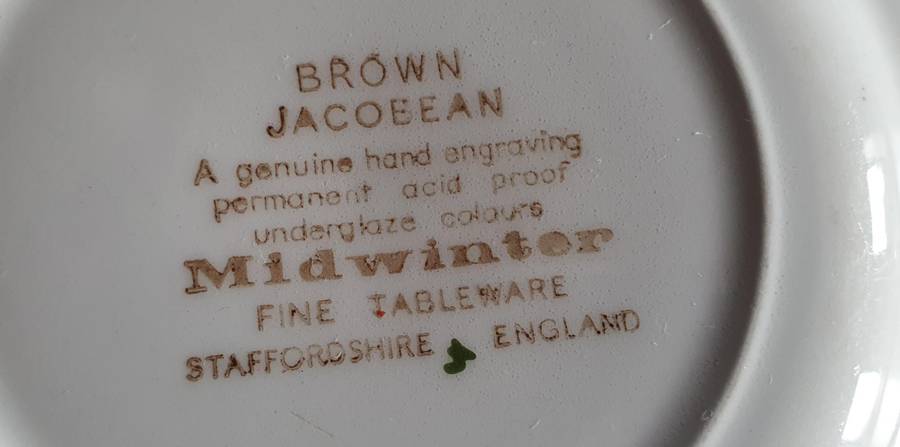 BROWN
JACOBEAN
A genuine hand engraving
permanent acid proof
underglaze colours
Midwinter
FINE TABLEWARE
STAFFORDSHIRE ENGLAND